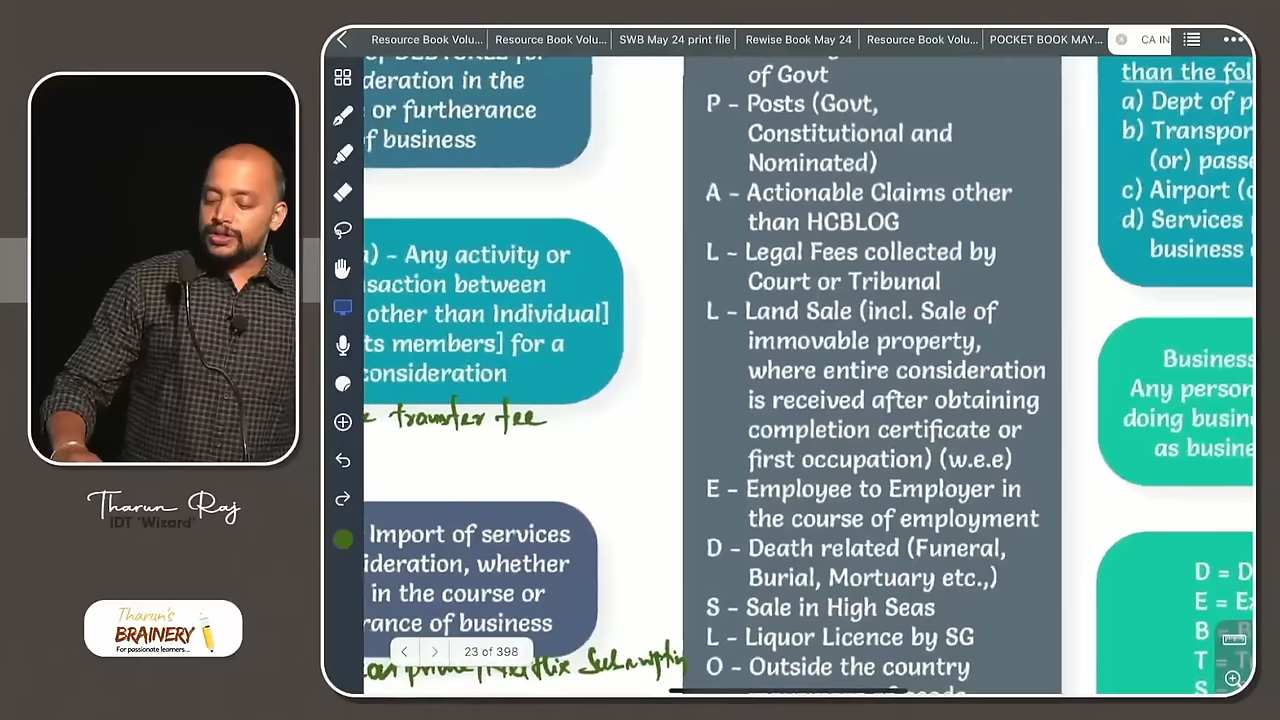 Resource Book Volu...
Resource Book Volu...
SWB May 24 print file
Rewise Book May 24
Resource Book Volu...
POCKET BOOK MAY...
CA IN
deration in the
or furtherance
f business
a) - Any activity or
nsaction between
other than Individual]
ts members] for a
consideration
transfer fee
Import of services
ideration, whether
in the course or
rance of business
23 of 398
of Govt
P - Posts (Govt,
Constitutional and
Nominated)
A - Actionable Claims other
than HCBLOG
L - Legal Fees collected by
Court or Tribunal
L - Land Sale (incl. Sale of
immovable property,
where entire consideration
is received after obtaining
completion certificate or
first occupation) (w.e.e)
E - Employee to Employer in
the course of employment
D - Death related (Funeral,
Burial, Mortuary etc.,)
S - Sale in High Seas
L - Liquor Licence by SG
O - Outside the country
than the fol
a) Dept of p
b) Transpor
(or) passe
c) Airport (
d) Services
business
Business
Any person
doing busin
as busine
D = D
E = Ex
B -
T = T
S
Tharun Raj
IDT 'Wizard'
Tharun's
BRAINERY
For passionate learners...